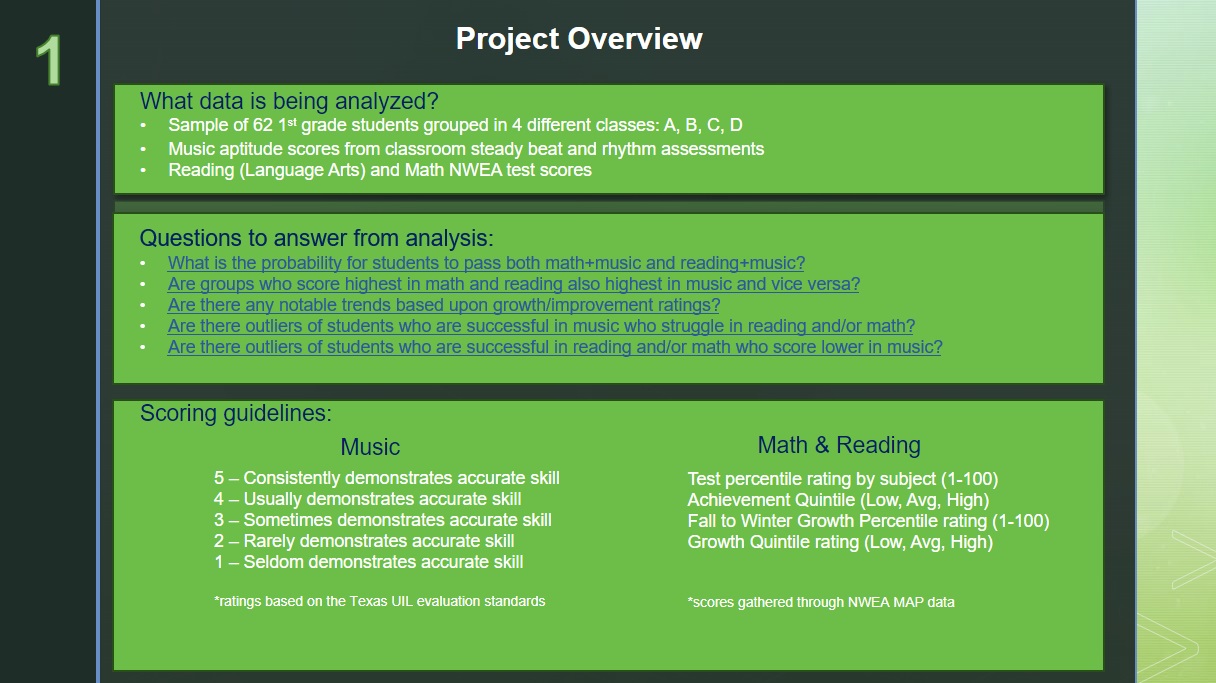 1
Project Overview
What data is being analyzed?
• Sample of 62 1st grade students grouped in 4 different classes: A, B, C, D
• Music aptitude scores from classroom steady beat and rhythm assessments
• Reading (Language Arts) and Math NWEA test scores
Questions to answer from analysis:
• What is the probability for students to pass both math+music and reading+music?
• Are groups who score highest in math and reading also highest in music and vice versa?
• Are there any notable trends based upon growth/improvement ratings?
• Are there outliers of students who are successful in music who struggle in reading and/or math?
• Are there outliers of students who are successful in reading and/or math who score lower in music?
Scoring guidelines:
Music
5 – Consistently demonstrates accurate skill
4 – Usually demonstrates accurate skill
3 – Sometimes demonstrates accurate skill
2 – Rarely demonstrates accurate skill
1 – Seldom demonstrates accurate skill
*ratings based on the Texas UIL evaluation standards
Math & Reading
Test percentile rating by subject (1-100)
Achievement Quintile (Low, Avg, High)
Fall to Winter Growth Percentile rating (1-100)
Growth Quintile rating (Low, Avg, High)
*scores gathered through NWEA MAP data